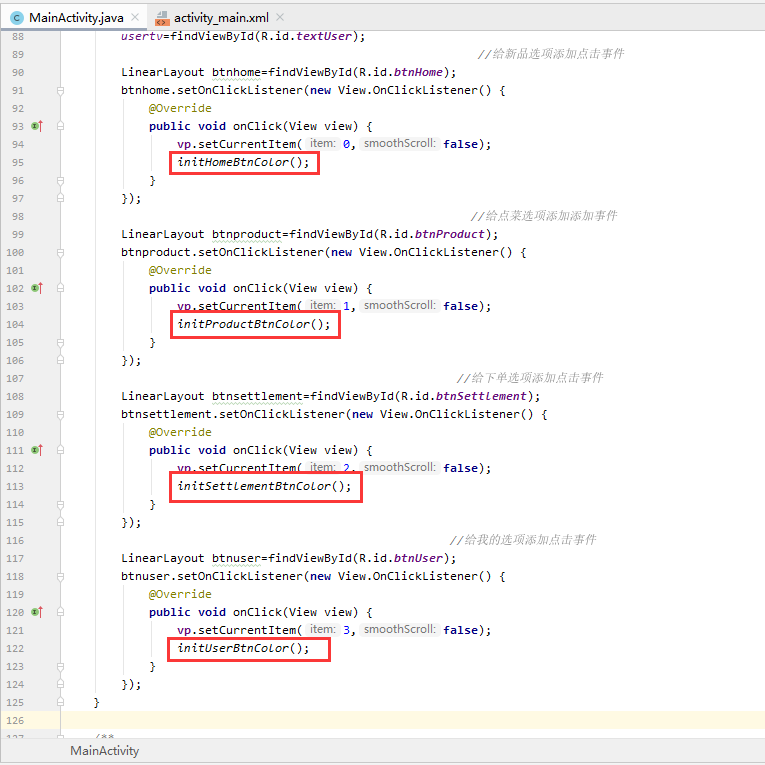 MainActivity.java × activity_main.xml ×
88 usertv=findViewById(R.id.textUser);
89 //给新品选项添加点击事件
90 LinearLayout btnhome=findViewById(R.id.btnHome);
91 btnhome.setOnClickListener(new View.OnClickListener() {
92 @Override
93 public void onClick(View view) {
94 vp.setCurrentItem( item: 0, smoothScroll: false);
95 initHomeBtnColor();
96 }
97 });
98 //给点菜选项添加添加事件
99 LinearLayout btnproduct=findViewById(R.id.btnProduct);
100 btnproduct.setOnClickListener(new View.OnClickListener() {
101 @Override
102 public void onClick(View view) {
103 vp.setCurrentItem( item: 1, smoothScroll: false);
104 initProductBtnColor();
105 }
106 });
107 //给下单选项添加点击事件
108 LinearLayout btnsettlement=findViewById(R.id.btnSettlement);
109 btnsettlement.setOnClickListener(new View.OnClickListener() {
110 @Override
111 public void onClick(View view) {
112 vp.setCurrentItem( item: 2, smoothScroll: false);
113 initSettlementBtnColor();
114 }
115 });
116 //给我的选项添加点击事件
117 LinearLayout btnuser=findViewById(R.id.btnUser);
118 btnuser.setOnClickListener(new View.OnClickListener() {
119 @Override
120 public void onClick(View view) {
121 vp.setCurrentItem( item: 3, smoothScroll: false);
122 initUserBtnColor();
123 }
124 });
125 }
126
127 /**
MainActivity